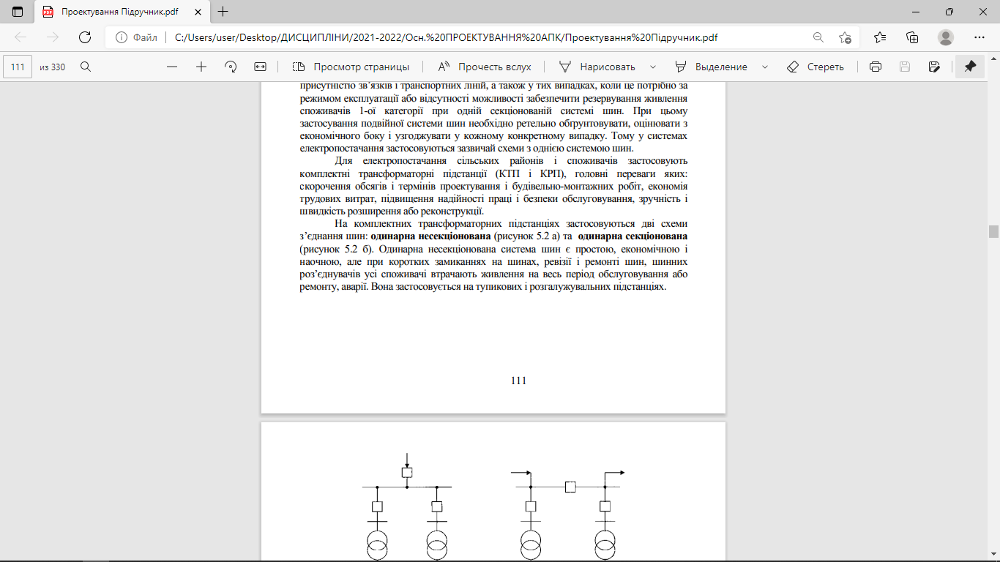 Проектування Підручник.pdf
Файл
C:/Users/user/Desktop/ДИСЦИПЛІНИ/2021-2022/Осн.%20ПРОЕКТУВАННЯ%20АПК/Проектування%20Підручник.pdf
111 из 330
Просмотр страницы
Прочесть вслух
Нарисовать
Выделение
Стереть
присутністю зв'язків і транспортних ліній, а також у тих випадках, коли це потрібно за
режимом експлуатації або відсутності можливості забезпечити резервування живлення
споживачів 1-ої категорії при одній секціонованій системі шин. При цьому
застосування подвійної системи шин необхідно ретельно обґрунтовувати, оцінювати з
економічного боку і узгоджувати у кожному конкретному випадку. Тому у системах
електропостачання застосовуються зазвичай схеми з однією системою шин.
Для електропостачання сільських районів і споживачів застосовують
комплектні трансформаторні підстанції (КТП і КРП), головні переваги яких:
скорочення обсягів і термінів проектування і будівельно-монтажних робіт, економія
трудових витрат, підвищення надійності праці і безпеки обслуговування, зручність і
швидкість розширення або реконструкції.
На комплектних трансформаторних підстанціях застосовуються дві схеми
з'єднання шин: одинарна несекціонована (рисунок 5.2 а) та одинарна секціонована
(рисунок 5.2 б). Одинарна несекціонована система шин є простою, економічною і
наочною, але при коротких замиканнях на шинах, ревізії і ремонті шин, шинних
роз'єднувачів усі споживачі втрачають живлення на весь період обслуговування або
ремонту, аварії. Вона застосовується на тупикових і розгалужувальних підстанціях.
111